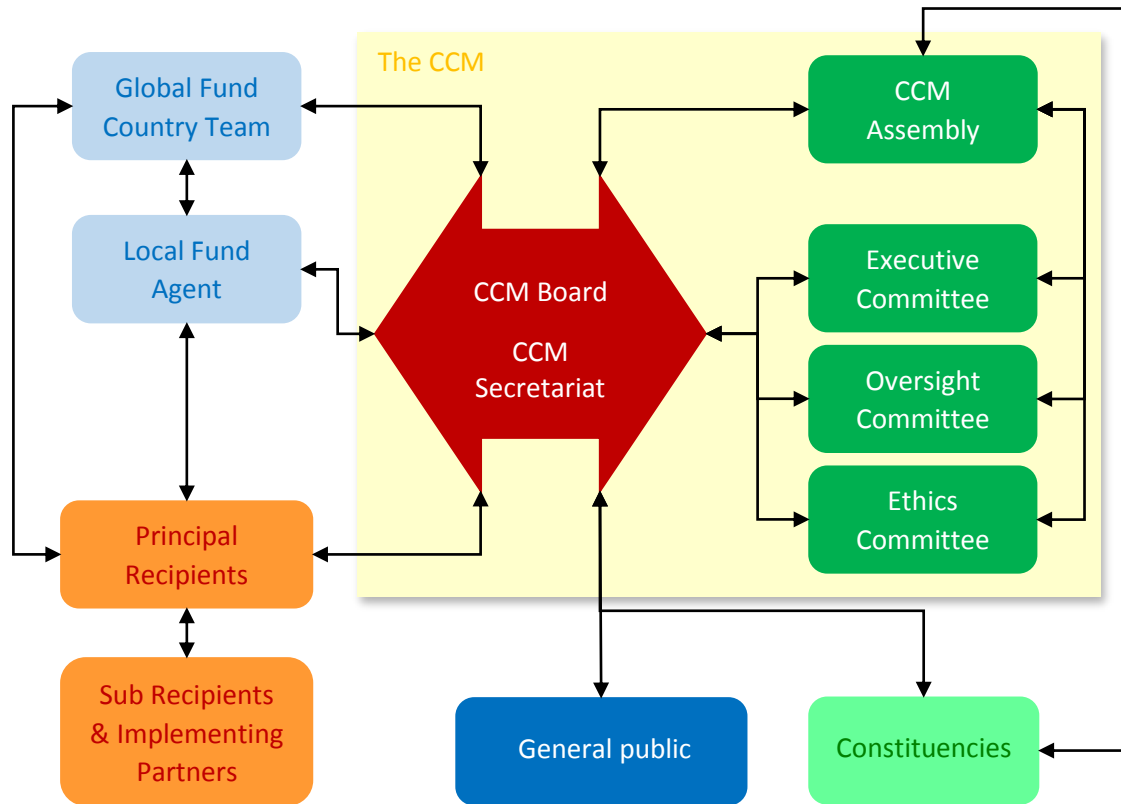 The CCM
Global Fund
Country Team
CCM
Assembly
Local Fund
Agent
Executive
Committee
CCM Board
CCM
Secretariat
Oversight
Committee
Ethics
Committee
Principal
Recipients
Sub Recipients
& Implementing
Partners
General public
Constituencies